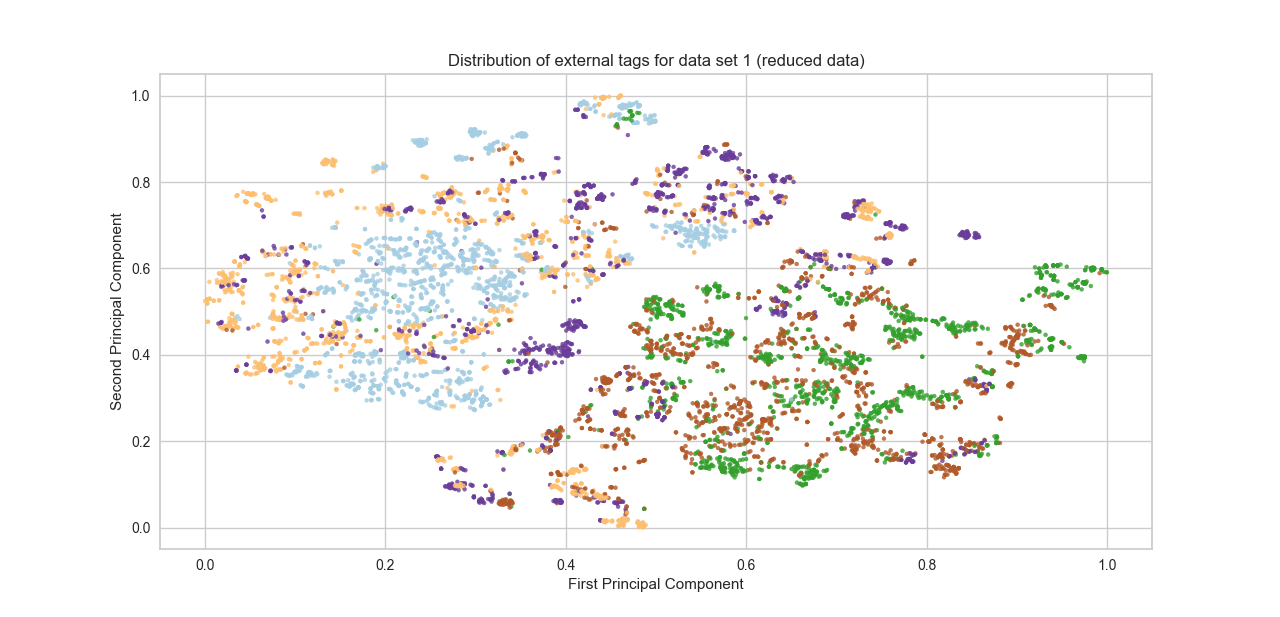 Distribution of external tags for data set 1 (reduced data)
1.0
0.8
0.6
0.4
0.2
0.0
Second Principal Component
0.0 0.2 0.4 0.6 0.8 1.0
First Principal Component